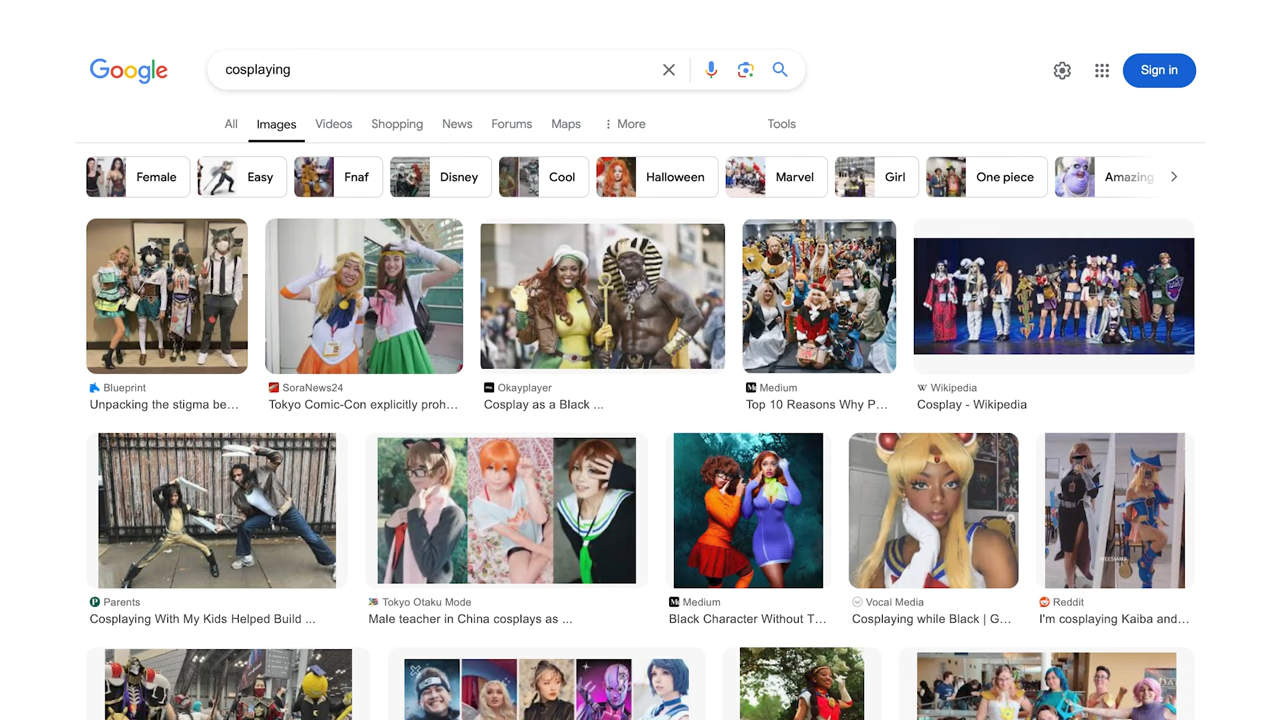 Google
cosplaying
Sign in
All Images Videos Shopping News Forums Maps More Tools
Female Easy Fnaf Disney Cool Halloween Marvel Girl One piece Amazing
Blueprint
Unpacking the stigma be...
SoraNews24
Tokyo Comic-Con explicitly proh...
Okayplayer
Cosplay as a Black ...
Medium
Top 10 Reasons Why P...
Wikipedia
Cosplay - Wikipedia
Parents
Cosplaying With My Kids Helped Build ...
Tokyo Otaku Mode
Male teacher in China cosplays as ...
Medium
Black Character Without T...
Vocal Media
Cosplaying while Black | G...
Reddit
I'm cosplaying Kaiba and...